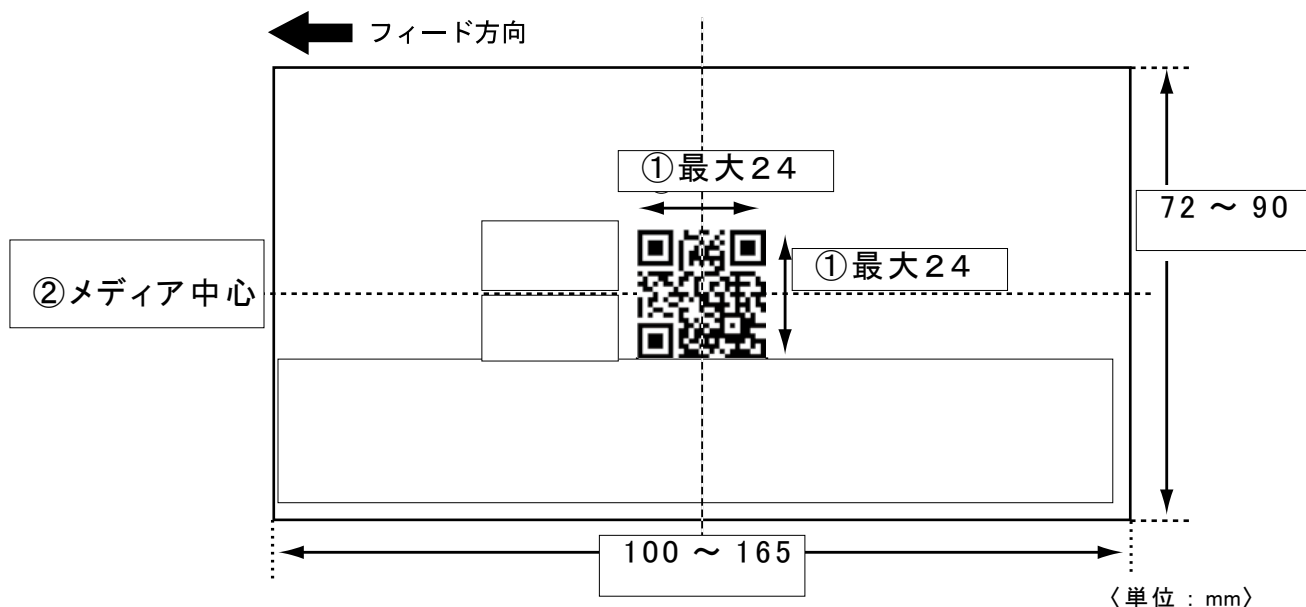 フィード方向
①最大24
①最大24
72 ～ 90
②メディア中心
100 ～ 165
〈単位 : mm〉